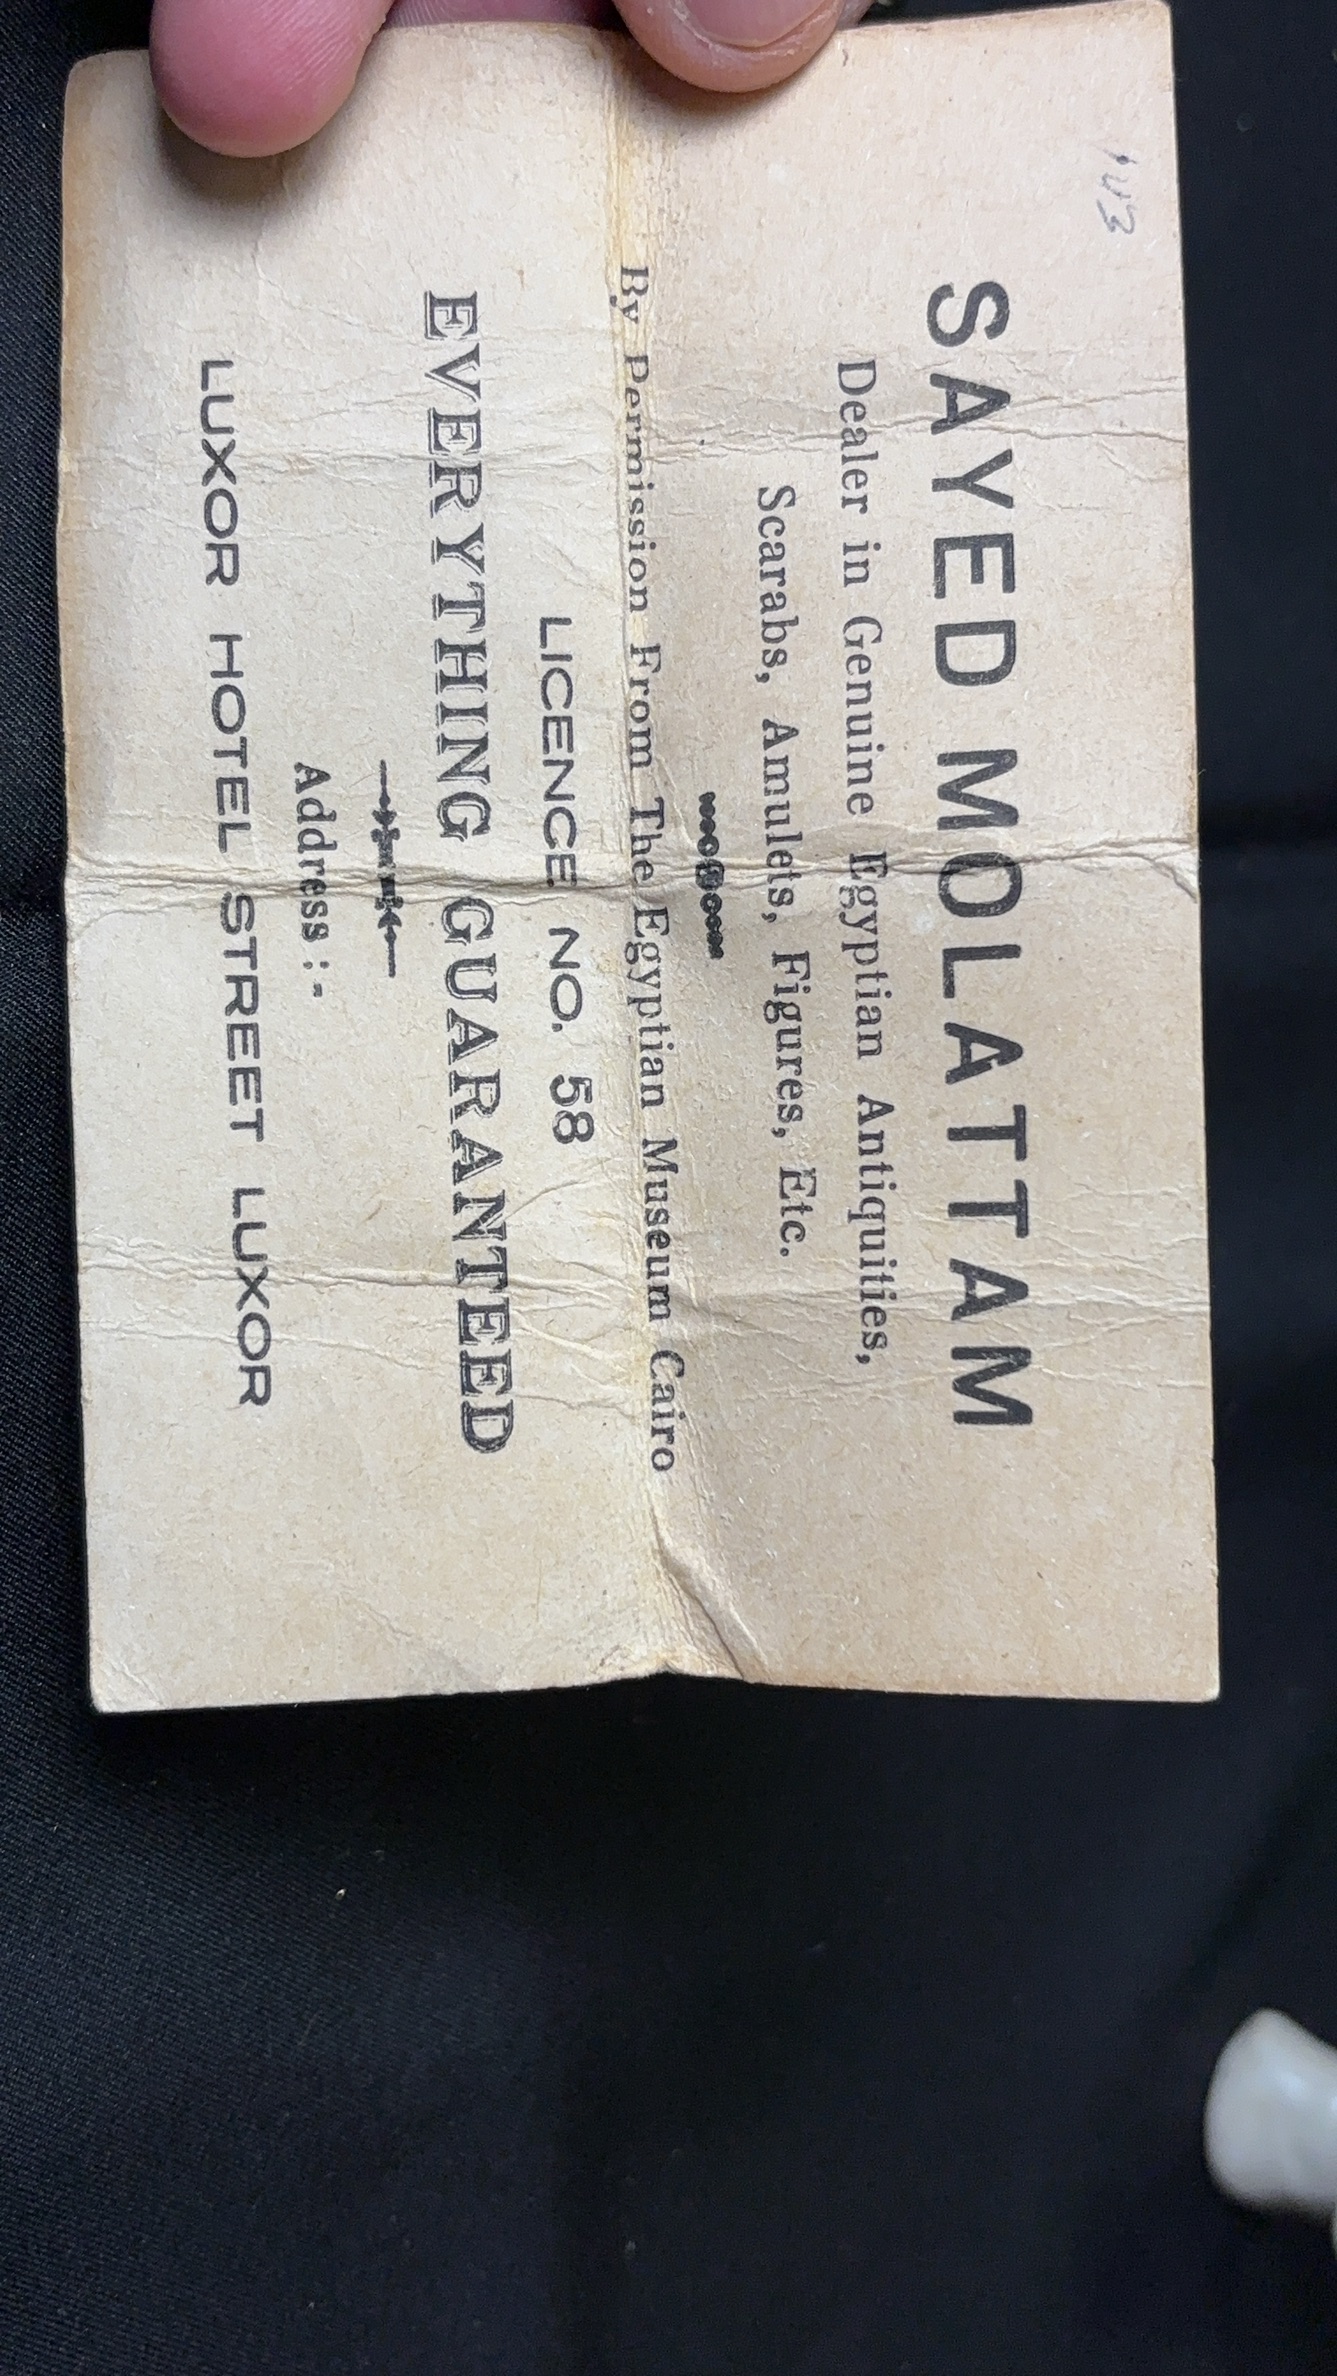 143
SAYED MOLATTAM
Dealer in Genuine Egyptian Antiquities,
Scarabs, Amulets, Figures, Etc.
By Permission From The Egyptian Museum Cairo
LICENCE NO. 58
EVERYTHING GUARANTEED
Address :-
LUXOR HOTEL STREET LUXOR